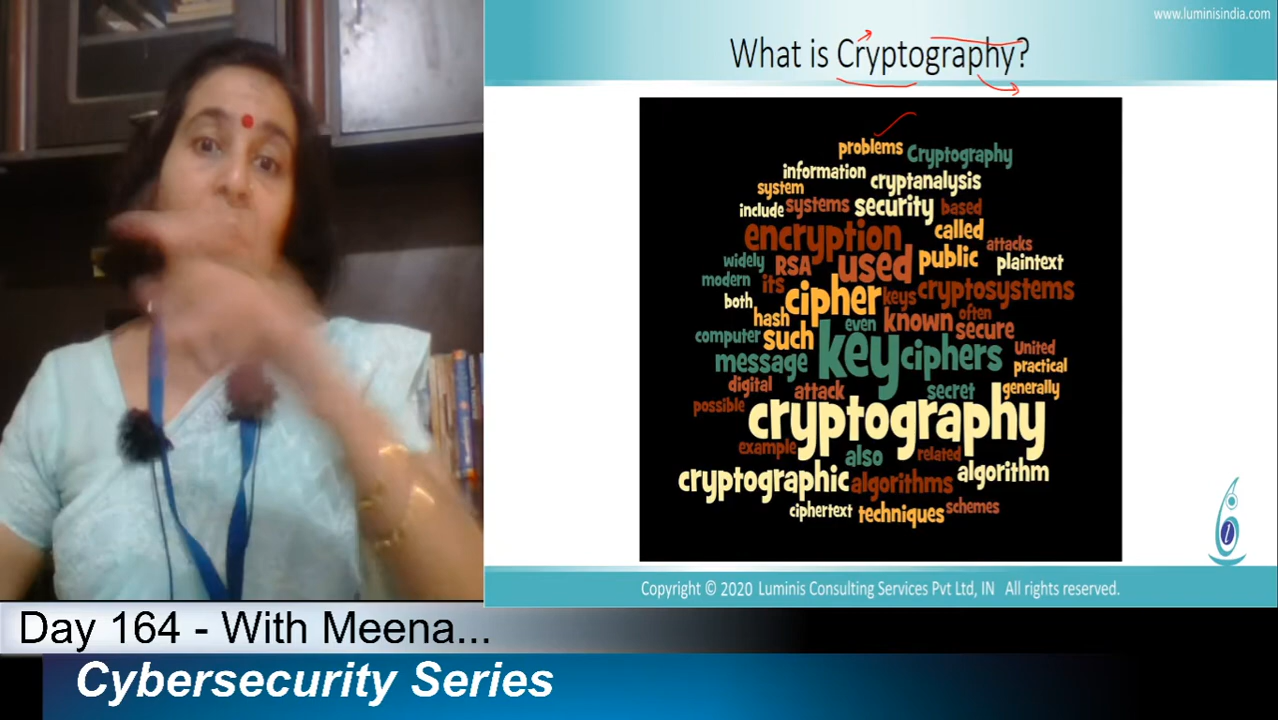 www.luminisindia.com
What is Cryptography?
problems Cryptography
information cryptanalysis
system
include systems security based
encryption called attacks
widely RSA used public plaintext
modern its
both cipher keys cryptosystems
hash even known often
computer such secure
message key ciphers United
practical
digital attack secret generally
possible cryptography
example also related
cryptographic algorithms algorithm
ciphertext techniques schemes
Copyright © 2020 Luminis Consulting Services Pvt Ltd, IN All rights reserved.
Day 164 - With Meena...
Cybersecurity Series